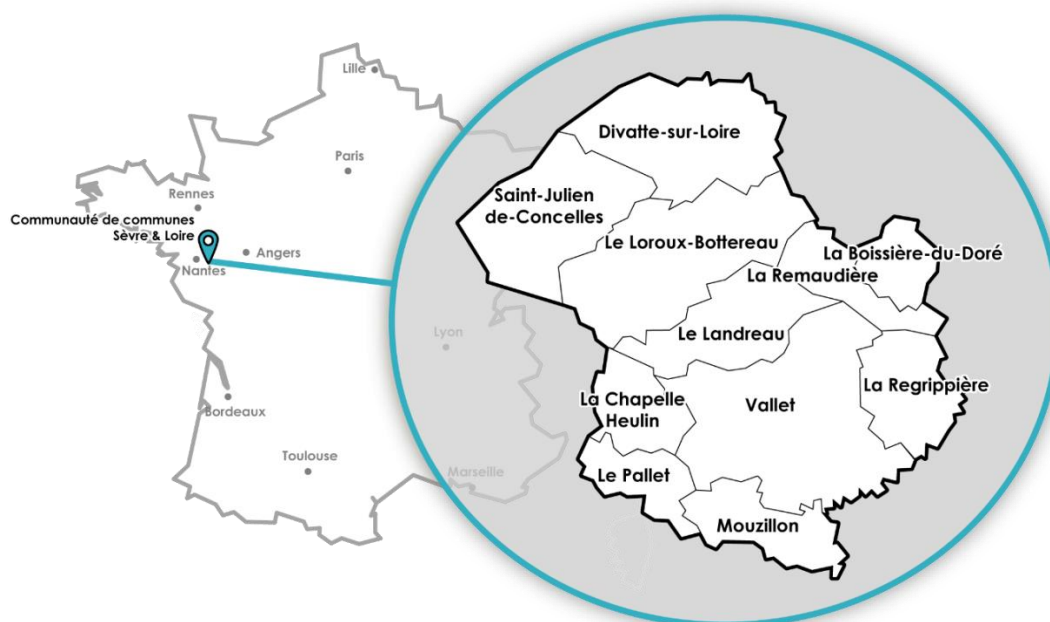 Lille
Paris
Rennes
Communauté de communes
Sèvre & Loire
Angers
Nantes
Lyon
Bordeaux
Toulouse
Marseille
Divatte-sur-Loire
Saint-Julien
de-Concelles
Le Loroux-Bottereau
La Boissière-du-Doré
La Remaudière
Le Landreau
La Regrippière
La Chapelle
Heulin
Vallet
Le Pallet
Mouzillon